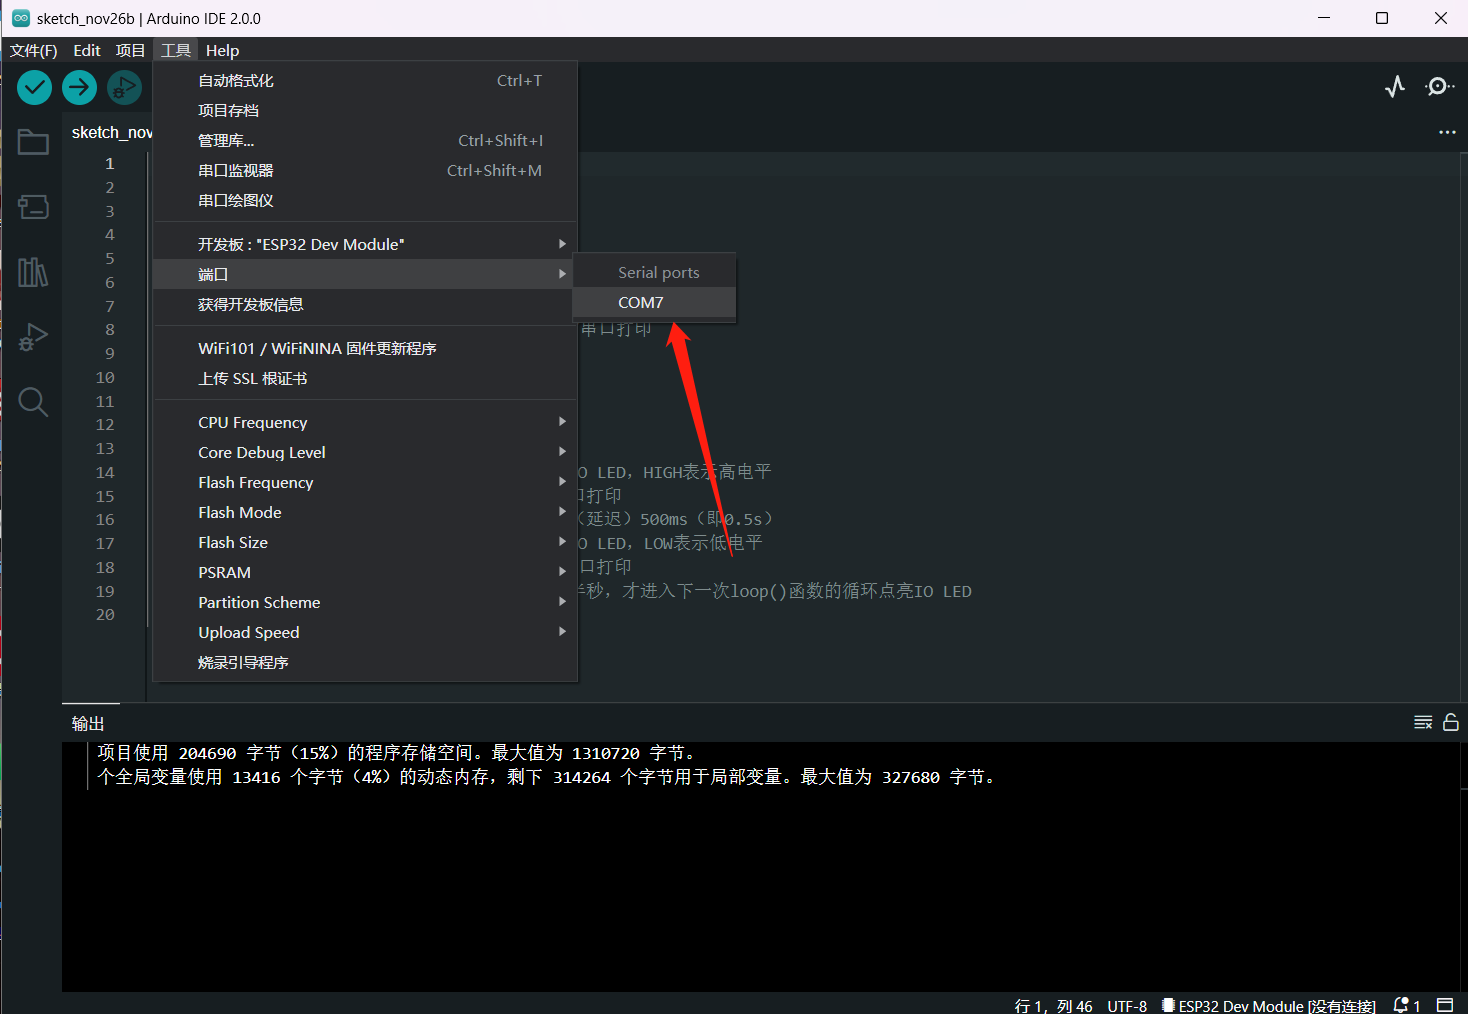 sketch_nov26b | Arduino IDE 2.0.0
文件(F) Edit 项目 工具 Help
sketch_nov
自动格式化 Ctrl+T
项目存档
管理库... Ctrl+Shift+I
串口监视器 Ctrl+Shift+M
串口绘图仪
开发板 : "ESP32 Dev Module"
端口
获得开发板信息
WiFi101 / WiFiNINA 固件更新程序
上传 SSL 根证书
CPU Frequency
Core Debug Level
Flash Frequency
Flash Mode
Flash Size
PSRAM
Partition Scheme
Upload Speed
烧录引导程序
Serial ports
COM7
1
2
3
4
5
6
7
8 串口打印
9
10
11
12
13
14 O LED，HIGH表示高电平
15 口打印
16 （延迟）500ms（即0.5s）
17 O LED，LOW表示低电平
18 口打印
19 半秒，才进入下一次loop()函数的循环点亮IO LED
20
输出
项目使用 204690 字节（15%）的程序存储空间。最大值为 1310720 字节。
个全局变量使用 13416 个字节（4%）的动态内存，剩下 314264 个字节用于局部变量。最大值为 327680 字节。
行 1，列 46 UTF-8 ESP32 Dev Module [没有连接] 1